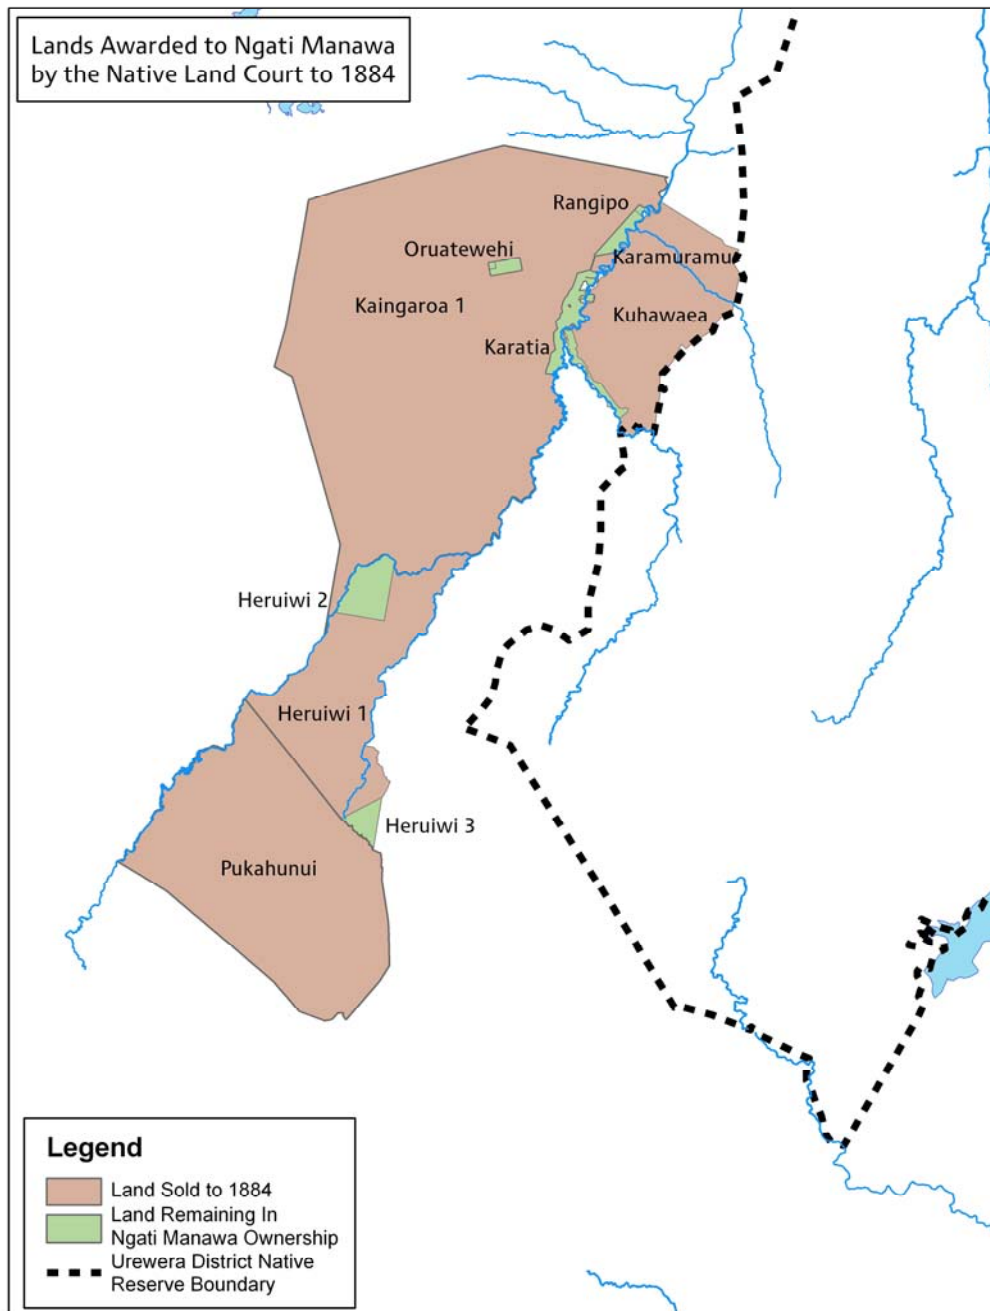 Lands Awarded to Ngati Manawa
by the Native Land Court to 1884
Rangipo
Oruatewehi
Karamuramu
Kaingaroa 1
Kuhawaea
Karatia
Heruiwi 2
Heruiwi 1
Heruiwi 3
Pukahunui
Legend
Land Sold to 1884
Land Remaining In
Ngati Manawa Ownership
Urewera District Native
Reserve Boundary